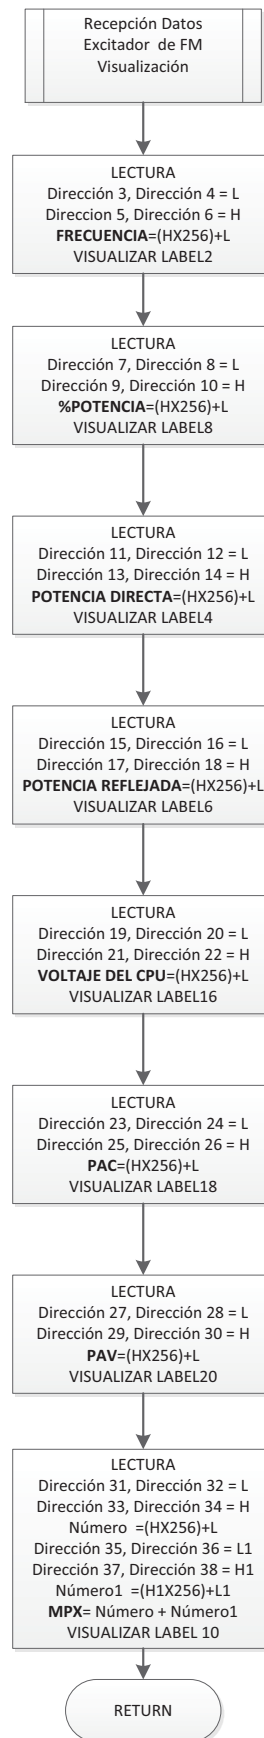 Recepción Datos
Excitador de FM
Visualización
LECTURA
Dirección 3, Dirección 4 = L
Direccion 5, Dirección 6 = H
FRECUENCIA=(HX256)+L
VISUALIZAR LABEL2
LECTURA
Dirección 7, Dirección 8 = L
Dirección 9, Dirección 10 = H
%POTENCIA=(HX256)+L
VISUALIZAR LABEL8
LECTURA
Dirección 11, Dirección 12 = L
Dirección 13, Dirección 14 = H
POTENCIA DIRECTA=(HX256)+L
VISUALIZAR LABEL4
LECTURA
Dirección 15, Dirección 16 = L
Dirección 17, Dirección 18 = H
POTENCIA REFLEJADA=(HX256)+L
VISUALIZAR LABEL6
LECTURA
Dirección 19, Dirección 20 = L
Dirección 21, Dirección 22 = H
VOLTAJE DEL CPU=(HX256)+L
VISUALIZAR LABEL16
LECTURA
Dirección 23, Dirección 24 = L
Dirección 25, Dirección 26 = H
PAC=(HX256)+L
VISUALIZAR LABEL18
LECTURA
Dirección 27, Dirección 28 = L
Dirección 29, Dirección 30 = H
PAV=(HX256)+L
VISUALIZAR LABEL20
LECTURA
Dirección 31, Dirección 32 = L
Dirección 33, Dirección 34 = H
Número =(HX256)+L
Dirección 35, Dirección 36 = L1
Dirección 37, Dirección 38 = H1
Número1 =(H1X256)+L1
MPX= Número + Número1
VISUALIZAR LABEL 10
RETURN